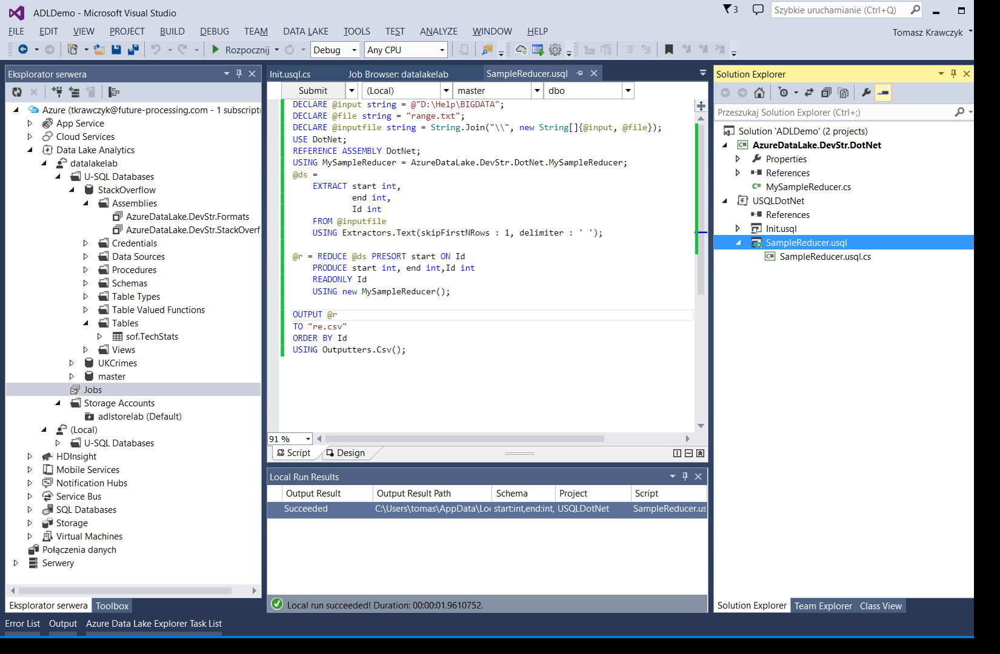 ADLDemo - Microsoft Visual Studio
3
Szybkie uruchamianie (Ctrl+Q)
FILE EDIT VIEW PROJECT BUILD DEBUG TEAM DATA LAKE TOOLS TEST ANALYZE WINDOW HELP
Tomasz Krawczyk
Rozpocznij Debug Any CPU
Eksplorator serwera
Azure (tkrawczyk@future-processing.com - 1 subscripti
App Service
Cloud Services
Data Lake Analytics
datalakelab
U-SQL Databases
StackOverflow
Assemblies
AzureDataLake.DevStr.Formats
AzureDataLake.DevStr.StackOverf
Credentials
Data Sources
Procedures
Schemas
Table Types
Table Valued Functions
Tables
sof.TechStats
Views
UKCrimes
master
Jobs
Storage Accounts
adlstorelab (Default)
(Local)
U-SQL Databases
HDInsight
Mobile Services
Notification Hubs
Service Bus
SQL Databases
Storage
Virtual Machines
Połączenia danych
Serwery
Eksplorator serwera Toolbox
Init.usql.cs Job Browser: datalakelab SampleReducer.usql
Submit (Local) master dbo
DECLARE @input string = @"D:\Help\BIGDATA";
DECLARE @file string = "range.txt";
DECLARE @inputfile string = String.Join("\\", new String[]{@input, @file});
USE DotNet;
REFERENCE ASSEMBLY DotNet;
USING MySampleReducer = AzureDataLake.DevStr.DotNet.MySampleReducer;
@ds =
EXTRACT start int,
end int,
Id int
FROM @inputfile
USING Extractors.Text(skipFirstNRows : 1, delimiter : ' ');
@r = REDUCE @ds PRESORT start ON Id
PRODUCE start int, end int,Id int
READONLY Id
USING new MySampleReducer();
OUTPUT @r
TO "re.csv"
ORDER BY Id
USING Outputters.Csv();
91 %
Script Design
Local Run Results
Output Result Output Result Path Schema Project Script
Succeeded C:\Users\tomas\AppData\Loc start:int,end:int, USQLDotNet SampleReducer.us
Local run succeeded! Duration: 00:00:01.9610752.
Solution Explorer
Przeszukaj Solution Explorer (Ctrl+;)
Solution 'ADLDemo' (2 projects)
AzureDataLake.DevStr.DotNet
Properties
References
MySampleReducer.cs
USQLDotNet
References
Init.usql
SampleReducer.usql
SampleReducer.usql.cs
Solution Explorer Team Explorer Class View
Error List Output Azure Data Lake Explorer Task List